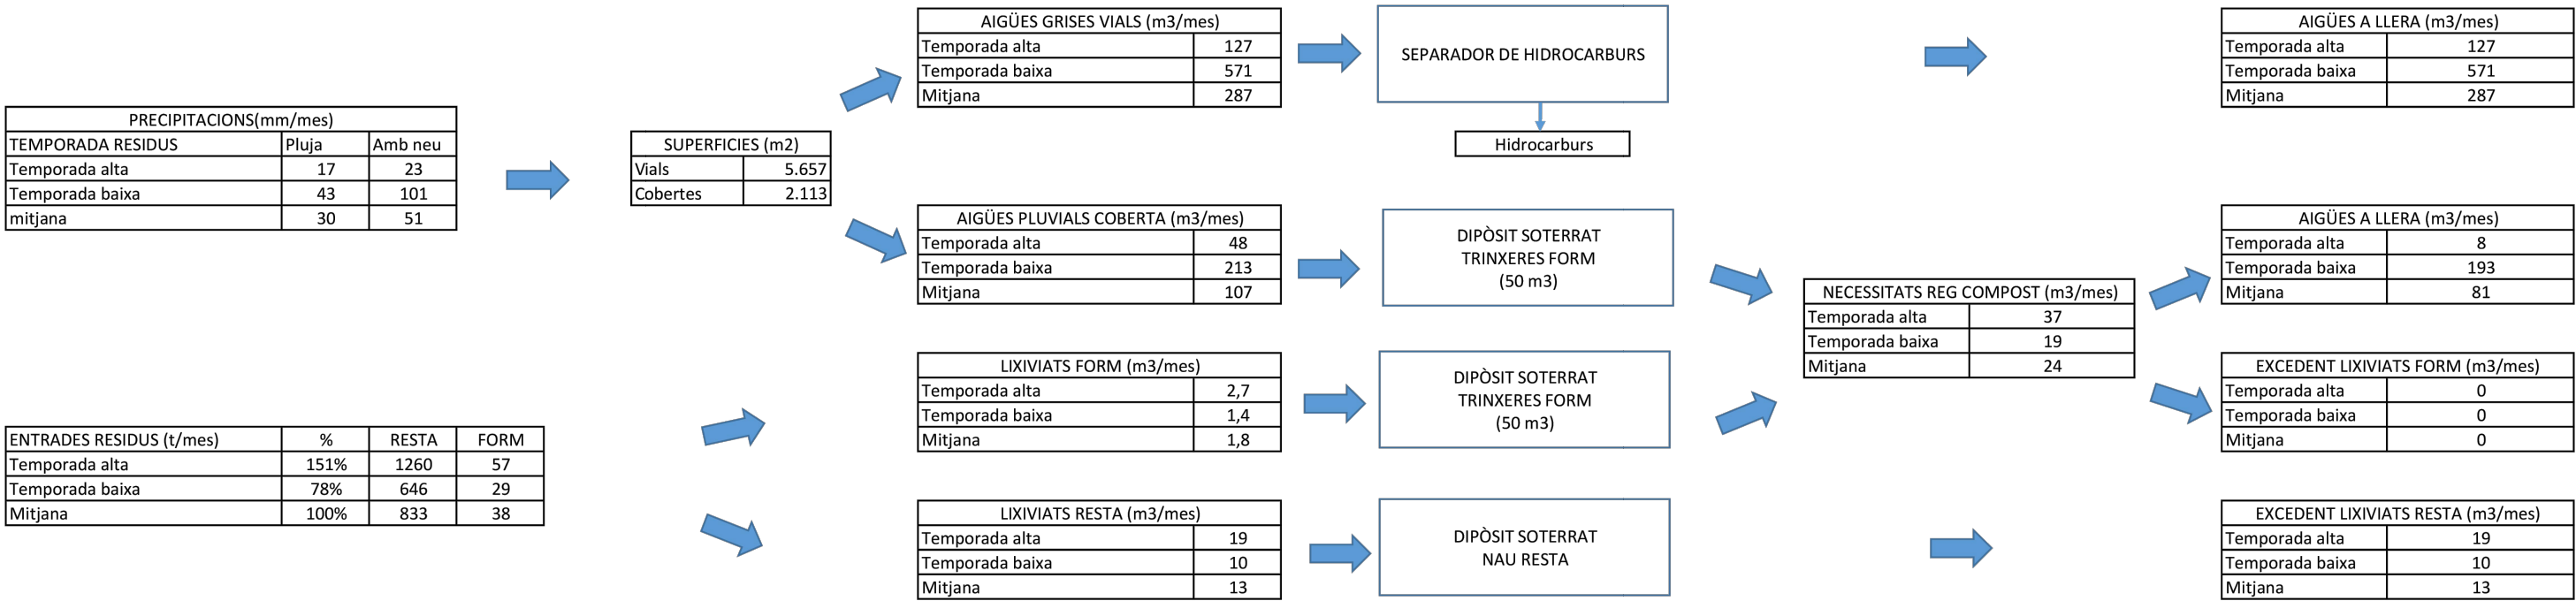 PRECIPITACIONS(mm/mes)
TEMPORADA RESIDUS Pluja Amb neu
Temporada alta 17 23
Temporada baixa 43 101
mitjana 30 51
SUPERFICIES (m2)
Vials 5.657
Cobertes 2.113
AIGÜES GRISES VIALS (m3/mes)
Temporada alta 127
Temporada baixa 571
Mitjana 287
SEPARADOR DE HIDROCARBURS
Hidrocarburs
AIGÜES A LLERA (m3/mes)
Temporada alta 127
Temporada baixa 571
Mitjana 287
AIGÜES PLUVIALS COBERTA (m3/mes)
Temporada alta 48
Temporada baixa 213
Mitjana 107
DIPÒSIT SOTERRAT
TRINXERES FORM
(50 m3)
NECESSITATS REG COMPOST (m3/mes)
Temporada alta 37
Temporada baixa 19
Mitjana 24
AIGÜES A LLERA (m3/mes)
Temporada alta 8
Temporada baixa 193
Mitjana 81
ENTRADES RESIDUS (t/mes) % RESTA FORM
Temporada alta 151% 1260 57
Temporada baixa 78% 646 29
Mitjana 100% 833 38
LIXIVIATS FORM (m3/mes)
Temporada alta 2,7
Temporada baixa 1,4
Mitjana 1,8
DIPÒSIT SOTERRAT
TRINXERES FORM
(50 m3)
EXCEDENT LIXIVIATS FORM (m3/mes)
Temporada alta 0
Temporada baixa 0
Mitjana 0
LIXIVIATS RESTA (m3/mes)
Temporada alta 19
Temporada baixa 10
Mitjana 13
DIPÒSIT SOTERRAT
NAU RESTA
EXCEDENT LIXIVIATS RESTA (m3/mes)
Temporada alta 19
Temporada baixa 10
Mitjana 13